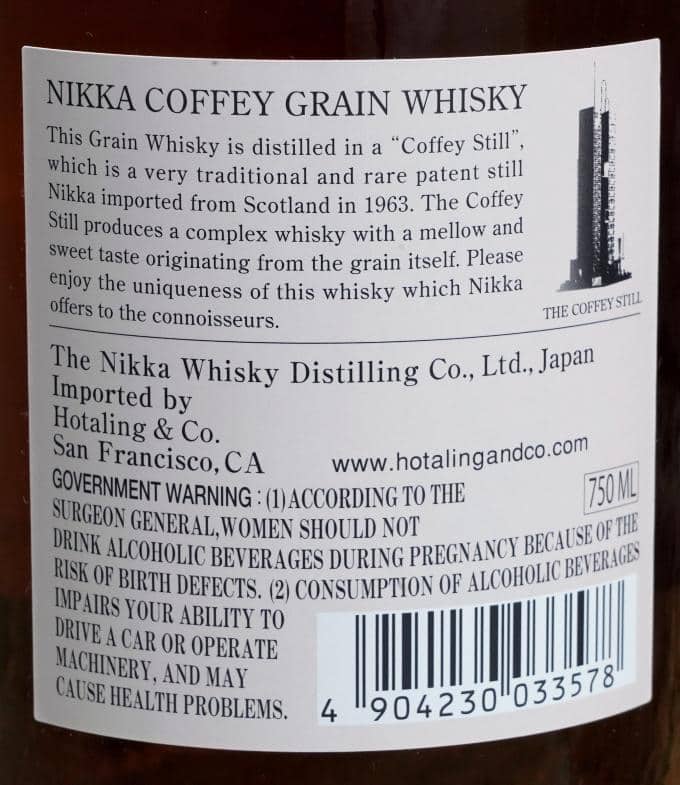 NIKKA COFFEY GRAIN WHISKY
This Grain Whisky is distilled in a “Coffey Still”,
which is a very traditional and rare patent still
Nikka imported from Scotland in 1963. The Coffey
Still produces a complex whisky with a mellow and
sweet taste originating from the grain itself. Please
enjoy the uniqueness of this whisky which Nikka
offers to the connoisseurs.
THE COFFEY STILL
The Nikka Whisky Distilling Co., Ltd., Japan
Imported by
Hotaling & Co.
San Francisco, CA
www.hotalingandco.com
750 ML
GOVERNMENT WARNING : (1) ACCORDING TO THE
SURGEON GENERAL, WOMEN SHOULD NOT
DRINK ALCOHOLIC BEVERAGES DURING PREGNANCY BECAUSE OF THE
RISK OF BIRTH DEFECTS. (2) CONSUMPTION OF ALCOHOLIC BEVERAGES
IMPAIRS YOUR ABILITY TO
DRIVE A CAR OR OPERATE
MACHINERY, AND MAY
CAUSE HEALTH PROBLEMS.
4 904230 033578